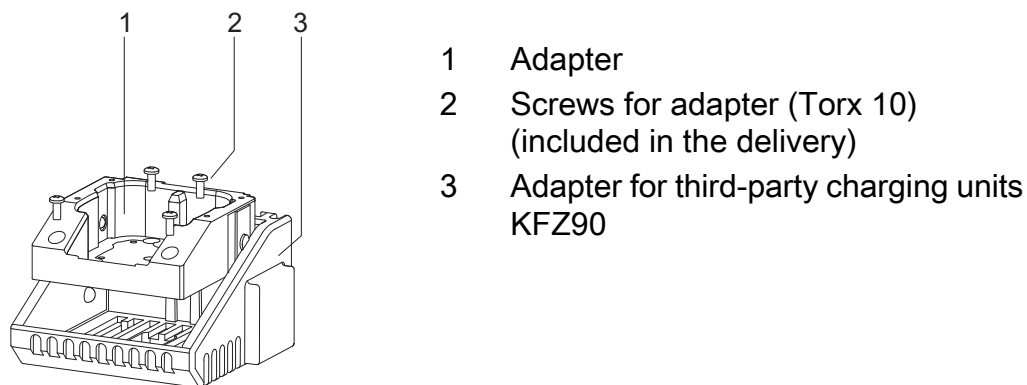 1 2 3
1 Adapter
2 Screws for adapter (Torx 10)
(included in the delivery)
3 Adapter for third-party charging units
KFZ90